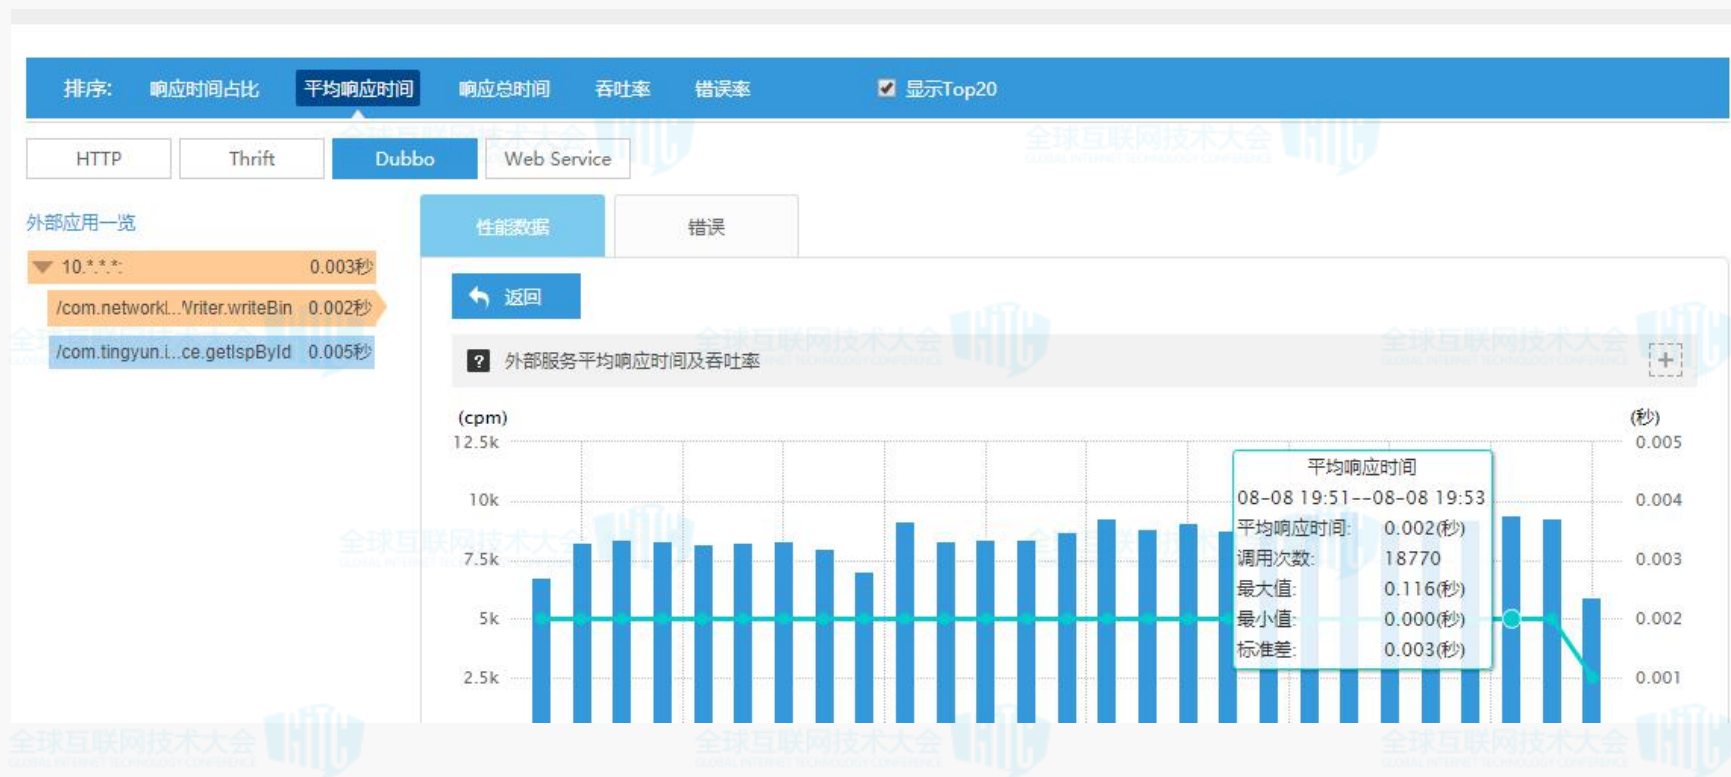 排序: 响应时间占比 平均响应时间 响应总时间 吞吐率 错误率 显示Top20
HTTP Thrift Dubbo Web Service
外部应用一览
10.*.*.*: 0.003秒
/com.networkl...Writer.writeBin 0.002秒
/com.tingyun.i...ce.getIspById 0.005秒
性能数据 错误
返回
? 外部服务平均响应时间及吞吐率 +
(cpm) (秒)
12.5k 0.005
10k 0.004
7.5k 0.003
5k 0.002
2.5k 0.001
平均响应时间
08-08 19:51--08-08 19:53
平均响应时间: 0.002(秒)
调用次数: 18770
最大值: 0.116(秒)
最小值: 0.000(秒)
标准差: 0.003(秒)
全球互联网技术大会
GLOBAL INTERNET TECHNOLOGY CONFERENCE